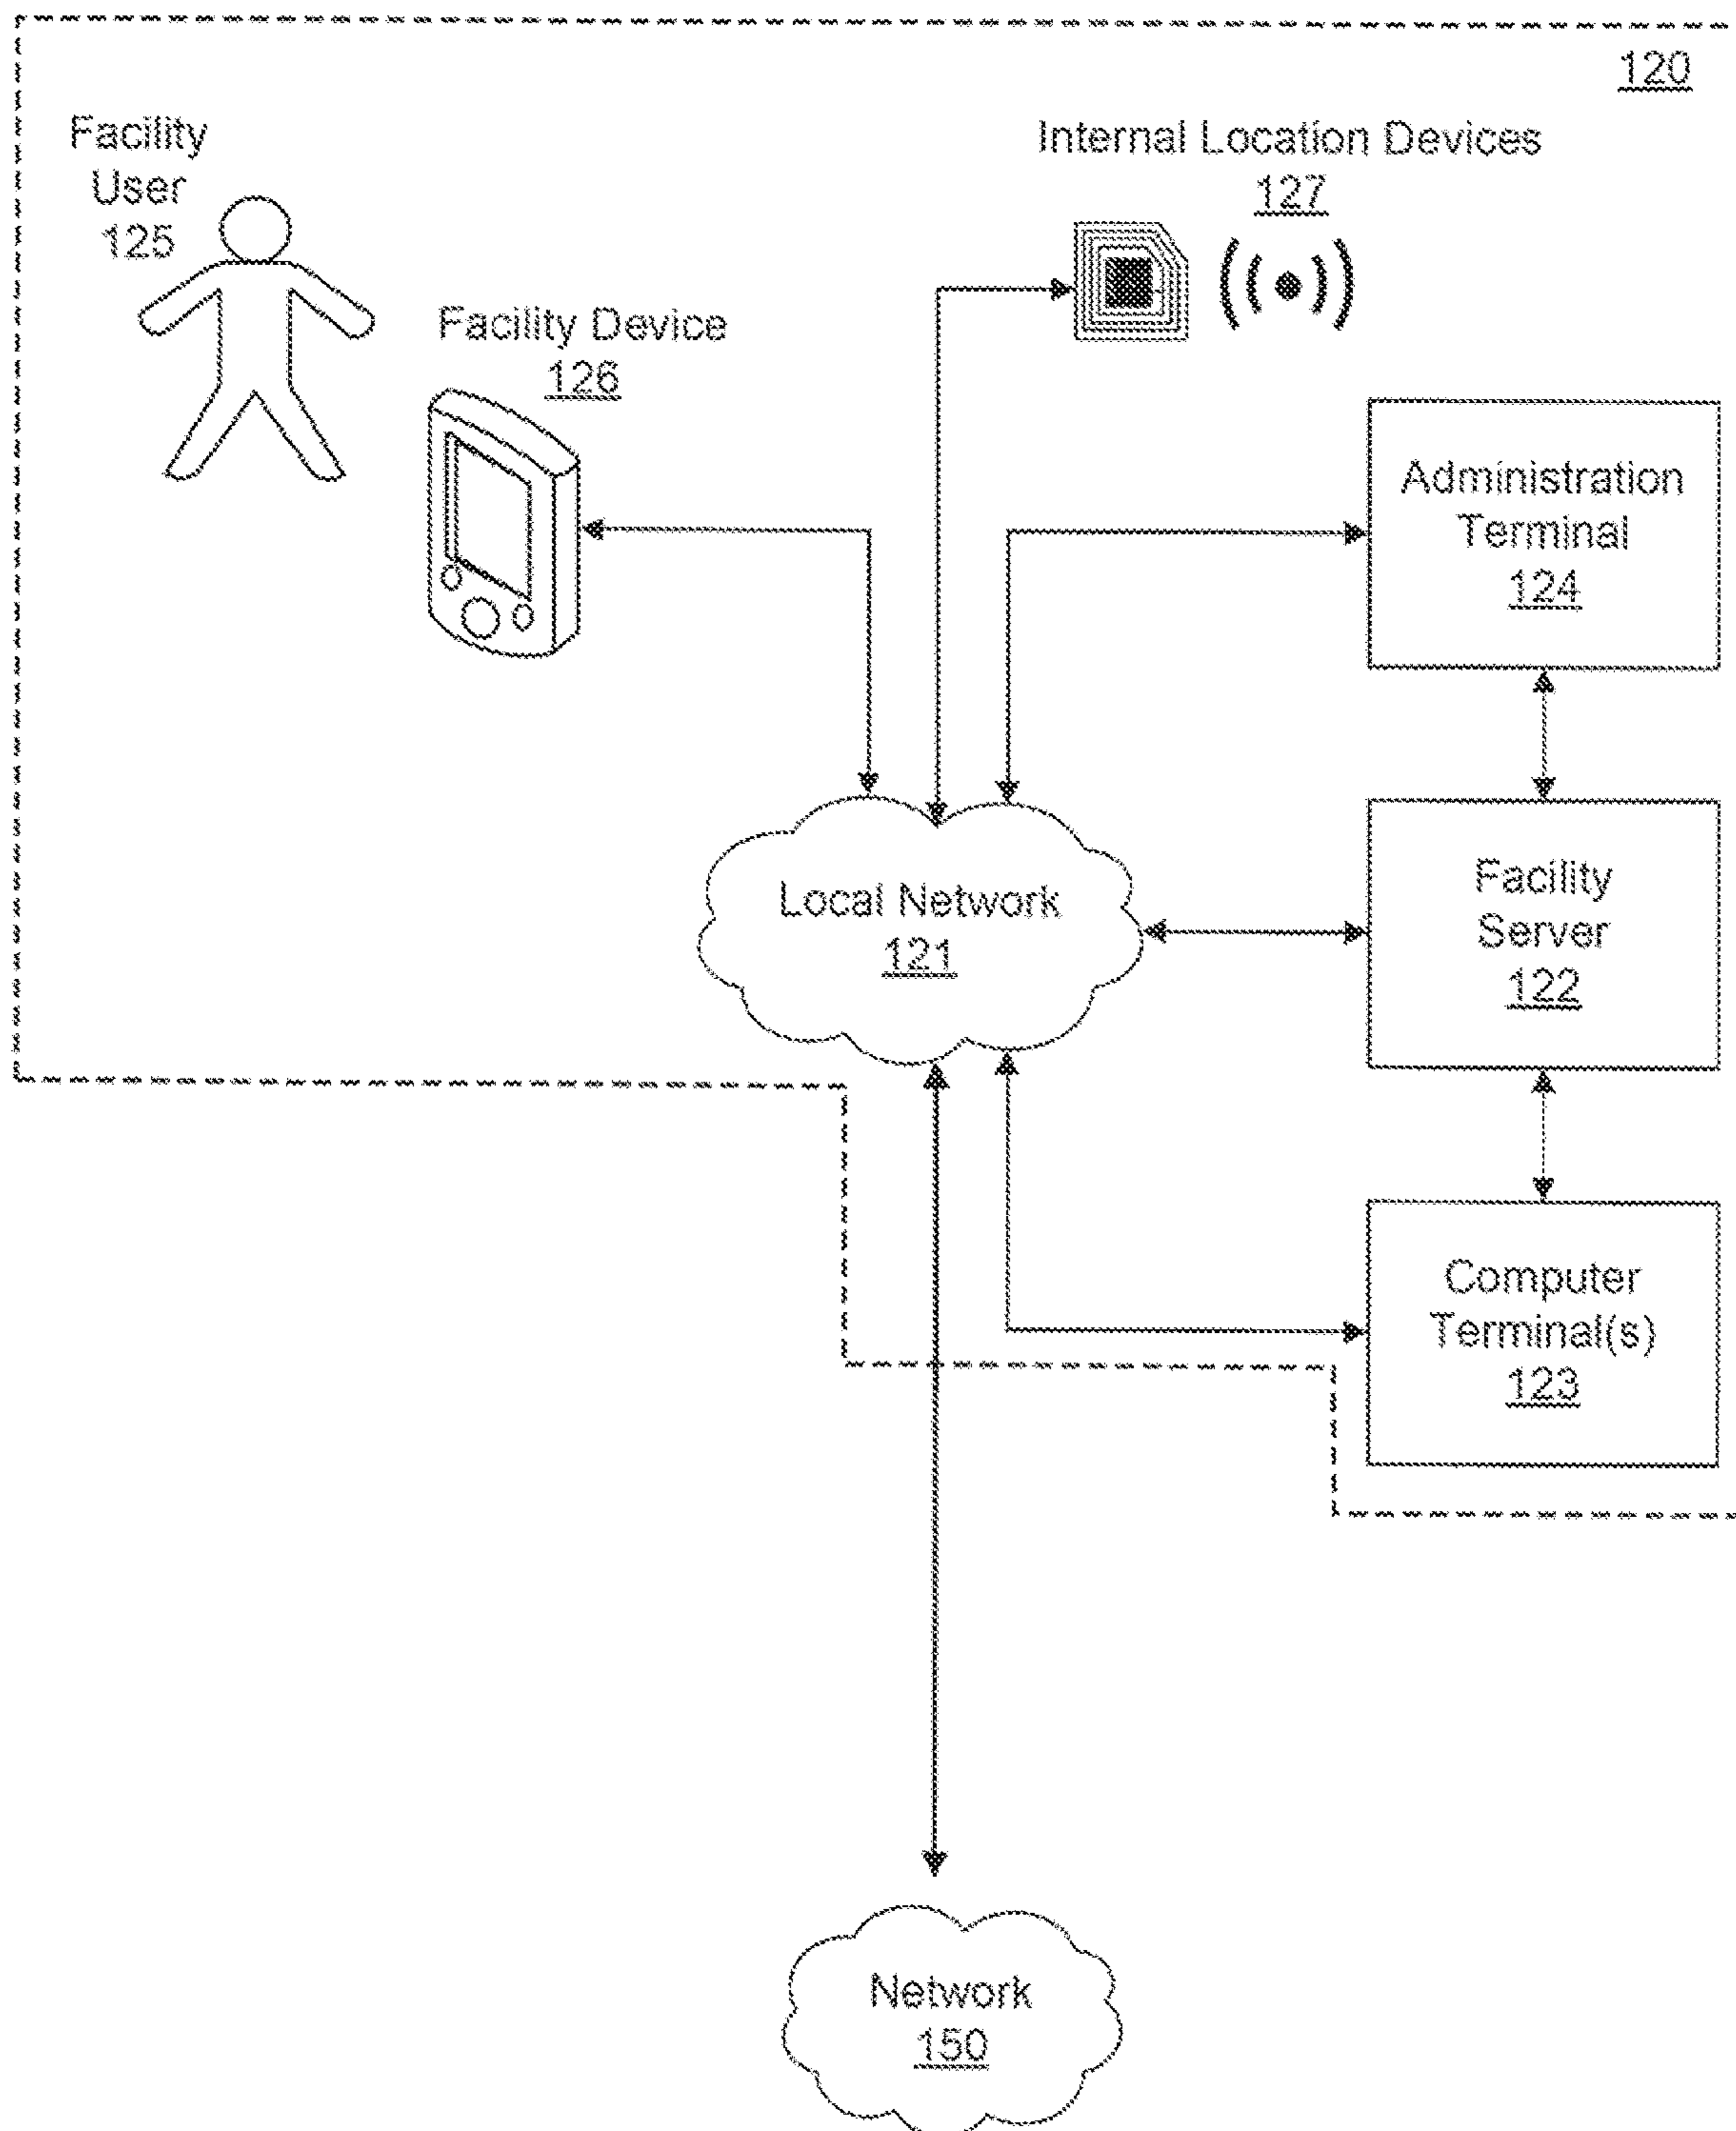 120
Facility
User
125
Internal Location Devices
127
Facility Device
126
Administration
Terminal
124
Local Network
121
Facility
Server
122
Computer
Terminal(s)
123
Network
150